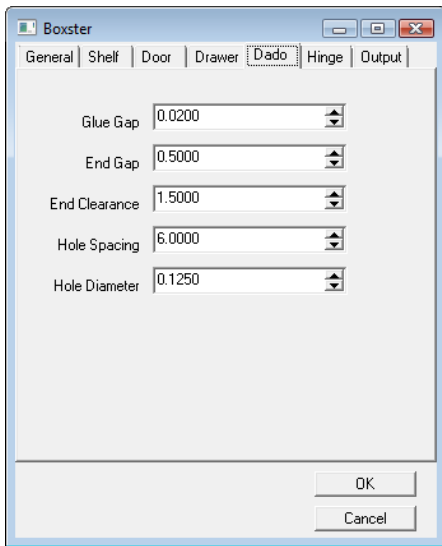 Boxster
General Shelf Door Drawer Dado Hinge Output
Glue Gap 0.0200
End Gap 0.5000
End Clearance 1.5000
Hole Spacing 6.0000
Hole Diameter 0.1250
OK
Cancel